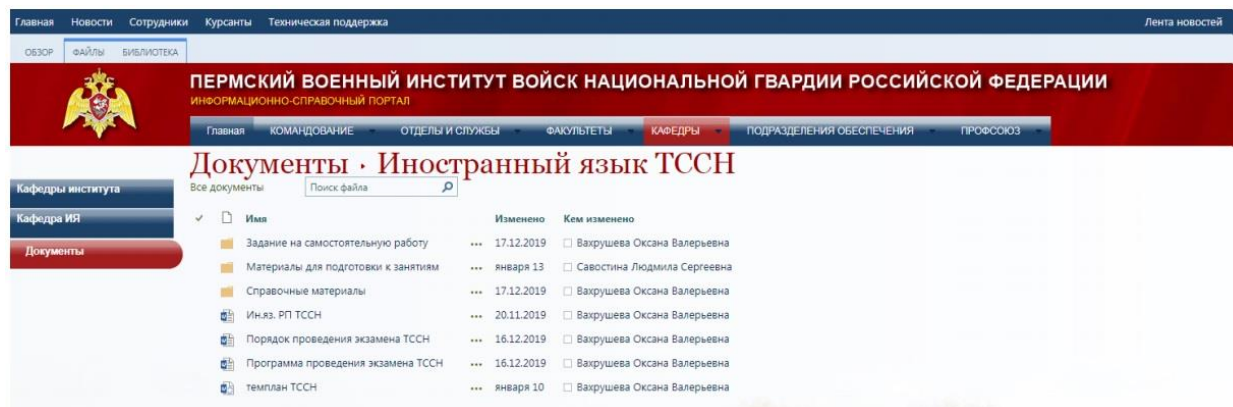 Главная Новости Сотрудники Курсанты Техническая поддержка Лента новостей
ОБЗОР ФАЙЛЫ БИБЛИОТЕКА
ПЕРМСКИЙ ВОЕННЫЙ ИНСТИТУТ ВОЙСК НАЦИОНАЛЬНОЙ ГВАРДИИ РОССИЙСКОЙ ФЕДЕРАЦИИ
ИНФОРМАЦИОННО-СПРАВОЧНЫЙ ПОРТАЛ
Главная КОМАНДОВАНИЕ ОТДЕЛЫ И СЛУЖБЫ ФАКУЛЬТЕТЫ КАФЕДРЫ ПОДРАЗДЕЛЕНИЯ ОБЕСПЕЧЕНИЯ ПРОФСОЮЗ
Документы · Иностранный язык ТССН
Кафедры института
Кафедра ИЯ
Документы
Все документы Поиск файла
Имя Изменено Кем изменено
Задание на самостоятельную работу ... 17.12.2019 Вахрушева Оксана Валерьевна
Материалы для подготовки к занятиям ... января 13 Савостина Людмила Сергеевна
Справочные материалы ... 17.12.2019 Вахрушева Оксана Валерьевна
Ин.яз. РП ТССН ... 20.11.2019 Вахрушева Оксана Валерьевна
Порядок проведения экзамена ТССН ... 16.12.2019 Вахрушева Оксана Валерьевна
Программа проведения экзамена ТССН ... 16.12.2019 Вахрушева Оксана Валерьевна
темплан ТССН ... января 10 Вахрушева Оксана Валерьевна